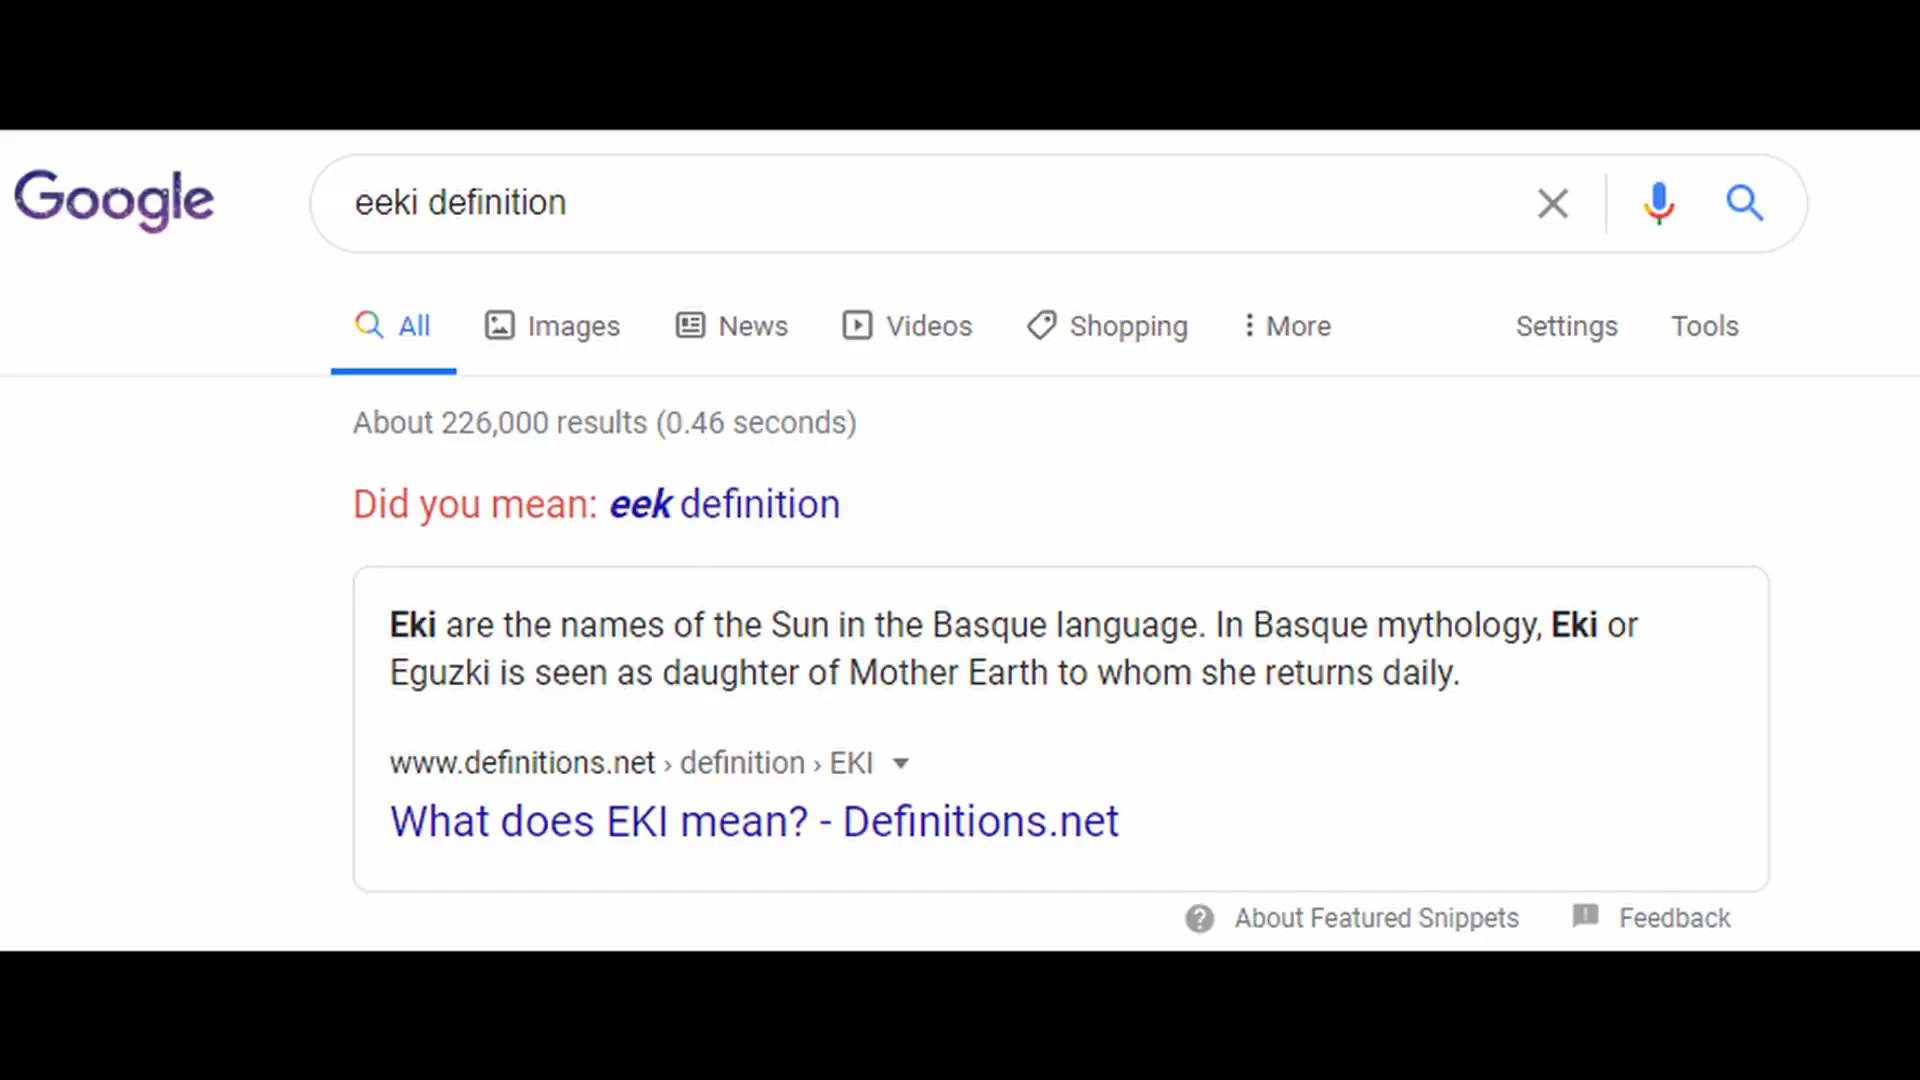 Google
eeki definition
All Images News Videos Shopping More Settings Tools
About 226,000 results (0.46 seconds)
Did you mean: eek definition
Eki are the names of the Sun in the Basque language. In Basque mythology, Eki or
Eguzki is seen as daughter of Mother Earth to whom she returns daily.
www.definitions.net › definition › EKI
What does EKI mean? - Definitions.net
About Featured Snippets Feedback